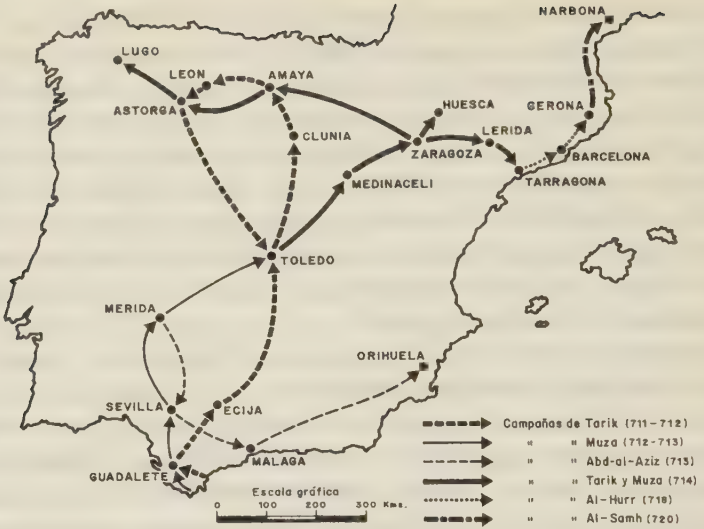 NARBONA
LUGO
LEON
AMAYA
ASTORGA
HUESCA
GERONA
CLUNIA
ZARAGOZA
LERIDA
BARCELONA
MEDINACELI
TARRAGONA
TOLEDO
MERIDA
ORIHUELA
SEVILLA
ECIJA
MALAGA
GUADALETE
Escala gráfica
0 100 200 300 Kms.
Campañas de Tarik (711-712)
" " Muza (712-713)
" " Abd-al-Aziz (713)
" " Tarik y Muza (714)
" " Al-Hurr (718)
" " Al-Samh (720)